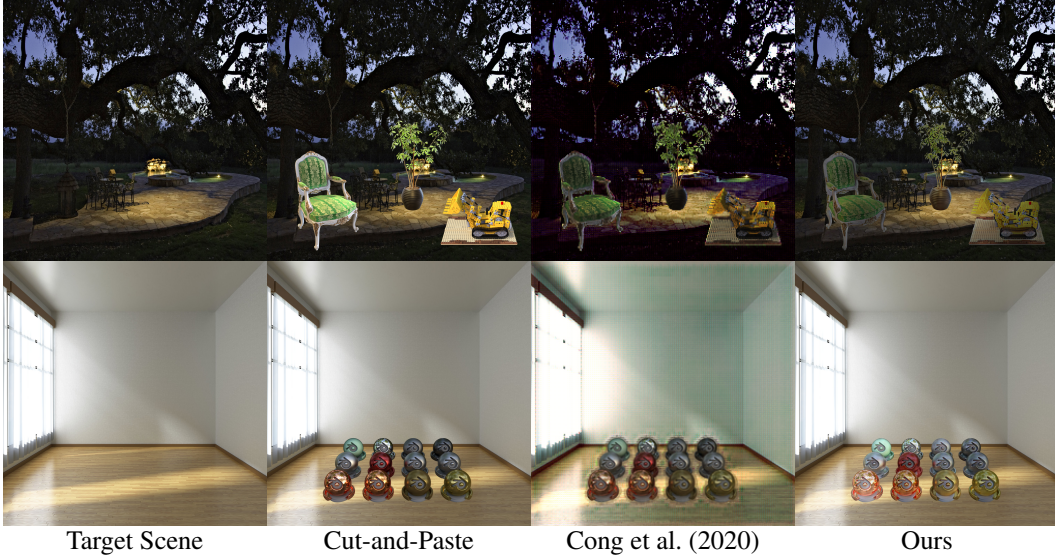 Target Scene
Cut-and-Paste
Cong et al. (2020)
Ours